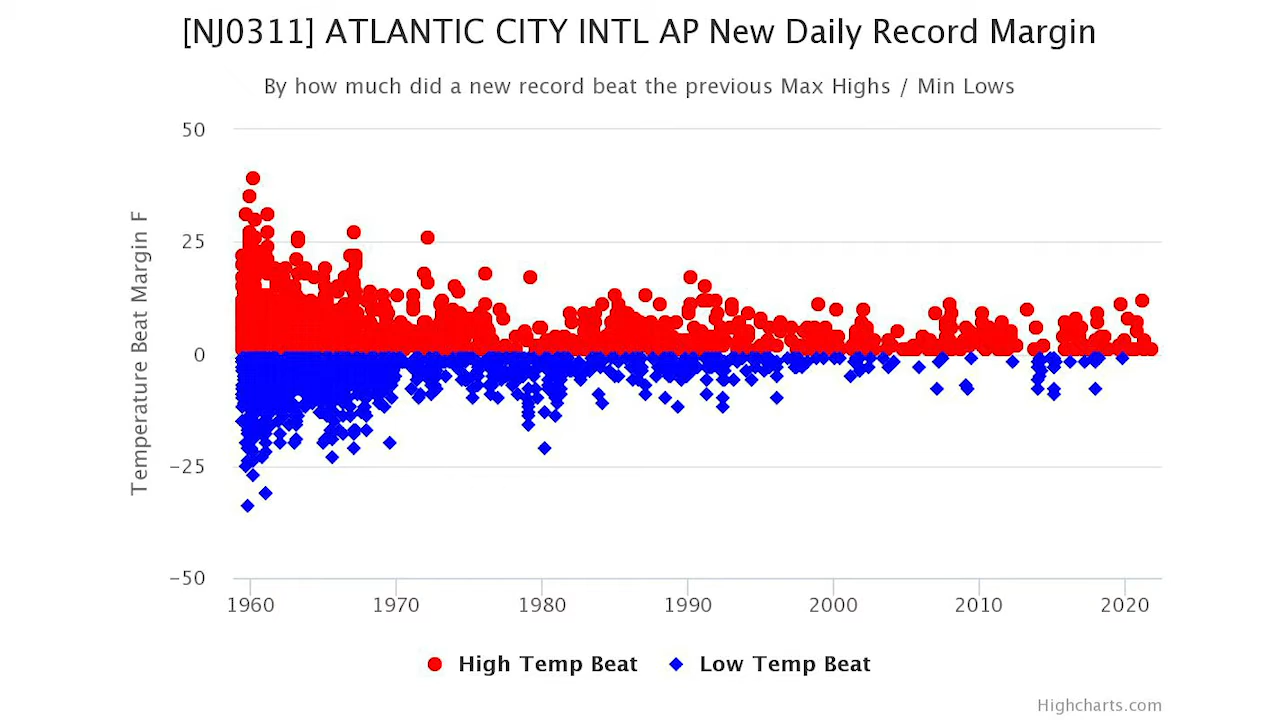 [NJ0311] ATLANTIC CITY INTL AP New Daily Record Margin
By how much did a new record beat the previous Max Highs / Min Lows
Temperature Beat Margin F
50
25
0
−25
−50
1960 1970 1980 1990 2000 2010 2020
High Temp Beat Low Temp Beat
Highcharts.com